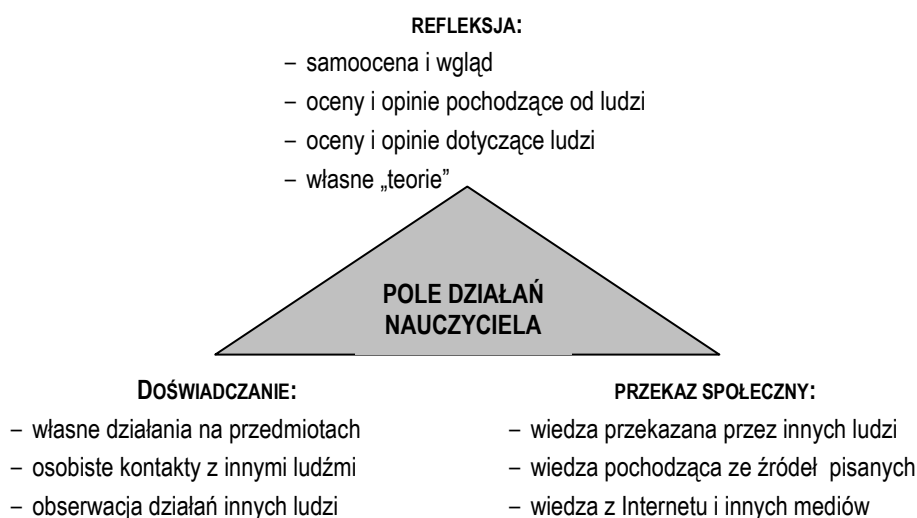 REFLEKSJA:
– samoocena i wgląd
– oceny i opinie pochodzące od ludzi
– oceny i opinie dotyczące ludzi
– własne „teorie”
POLE DZIAŁAŃ
NAUCZYCIELA
DOŚWIADCZANIE:
– własne działania na przedmiotach
– osobiste kontakty z innymi ludźmi
– obserwacja działań innych ludzi
PRZEKAZ SPOŁECZNY:
– wiedza przekazana przez innych ludzi
– wiedza pochodząca ze źródeł pisanych
– wiedza z Internetu i innych mediów